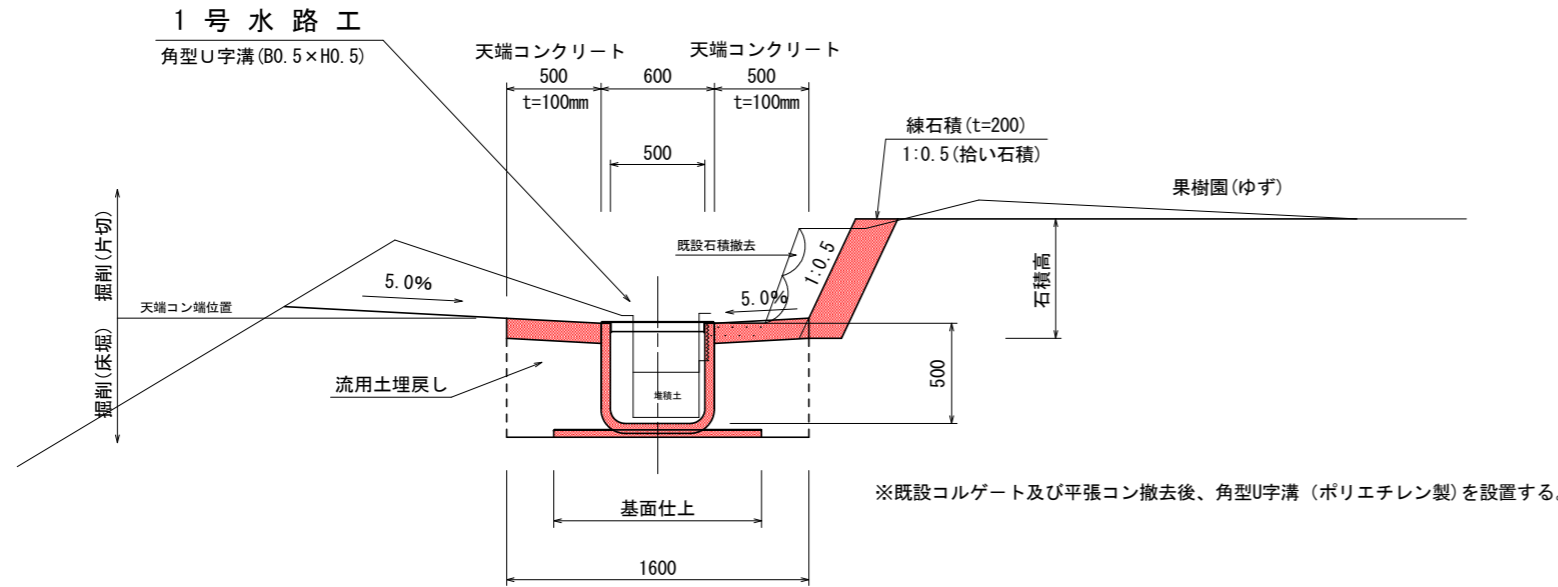 1 号 水 路 工
角型U字溝(B0.5×H0.5)
天端コンクリート
天端コンクリート
500
600
500
t=100mm
t=100mm
500
練石積(t=200)
1:0.5(拾い石積)
果樹園(ゆず)
掘削(片切)
既設石積撤去
1:0.5
石積高
5.0%
5.0%
天端コン端位置
掘削(床堀)
流用土埋戻し
堆積土
500
※既設コルゲート及び平張コン撤去後、角型U字溝 (ポリエチレン製)を設置する。
基面仕上
1600